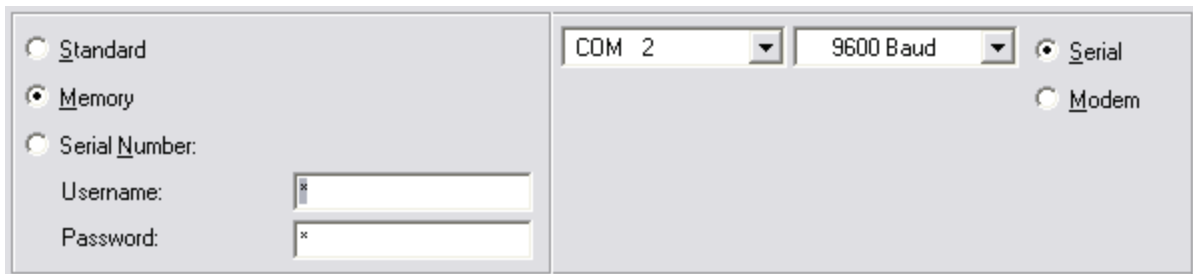 Standard
Memory
Serial Number:
Username: *
Password: *
COM 2 9600 Baud Serial
Modem